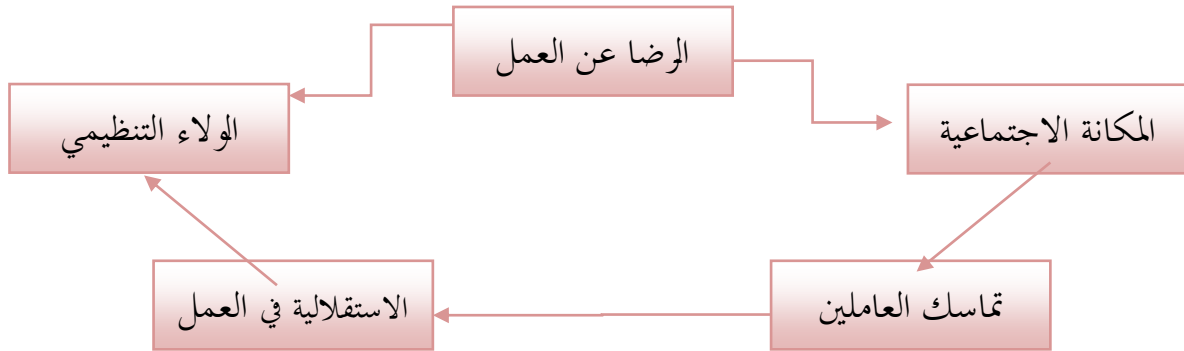 الرضا عن العمل
المكانة الاجتماعية
الولاء التنظيمي
تماسك العاملين
الاستقلالية في العمل